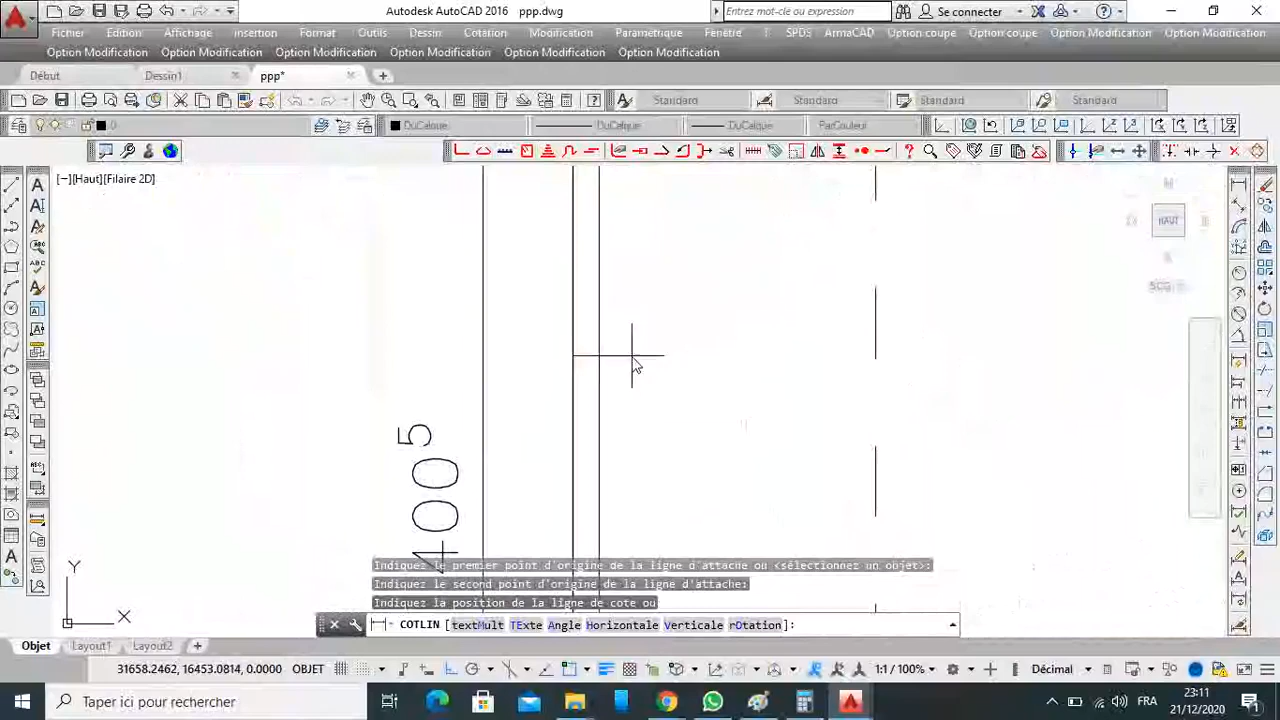 Autodesk AutoCAD 2016 ppp.dwg
Entrez mot-clé ou expression
Se connecter
Fichier Edition Affichage Insertion Format Outils Dessin Cotation Modification Paramétrique Fenêtre ? SPDS ArmaCAD Option coupe Option coupe Option Modification Option Modification
Option Modification Option Modification Option Modification Option Modification Option Modification Option Modification
Début Dessin1 ppp*
Standard Standard Standard Standard
0 DuCalque DuCalque DuCalque ParCouleur
[−][Haut][Filaire 2D]
HAUT
SCG
4005
Y
X
Indiquez le premier point d'origine de la ligne d'attache ou <sélectionnez un objet>:
Indiquez le second point d'origine de la ligne d'attache:
Indiquez la position de la ligne de cote ou
COTLIN [textMult TExte Angle Horizontale Verticale rOtation]:
Objet Layout1 Layout2 +
31658.2462, 16453.0814, 0.0000 OBJET 1:1 / 100% Décimal
Taper ici pour rechercher
FRA
23:11
21/12/2020